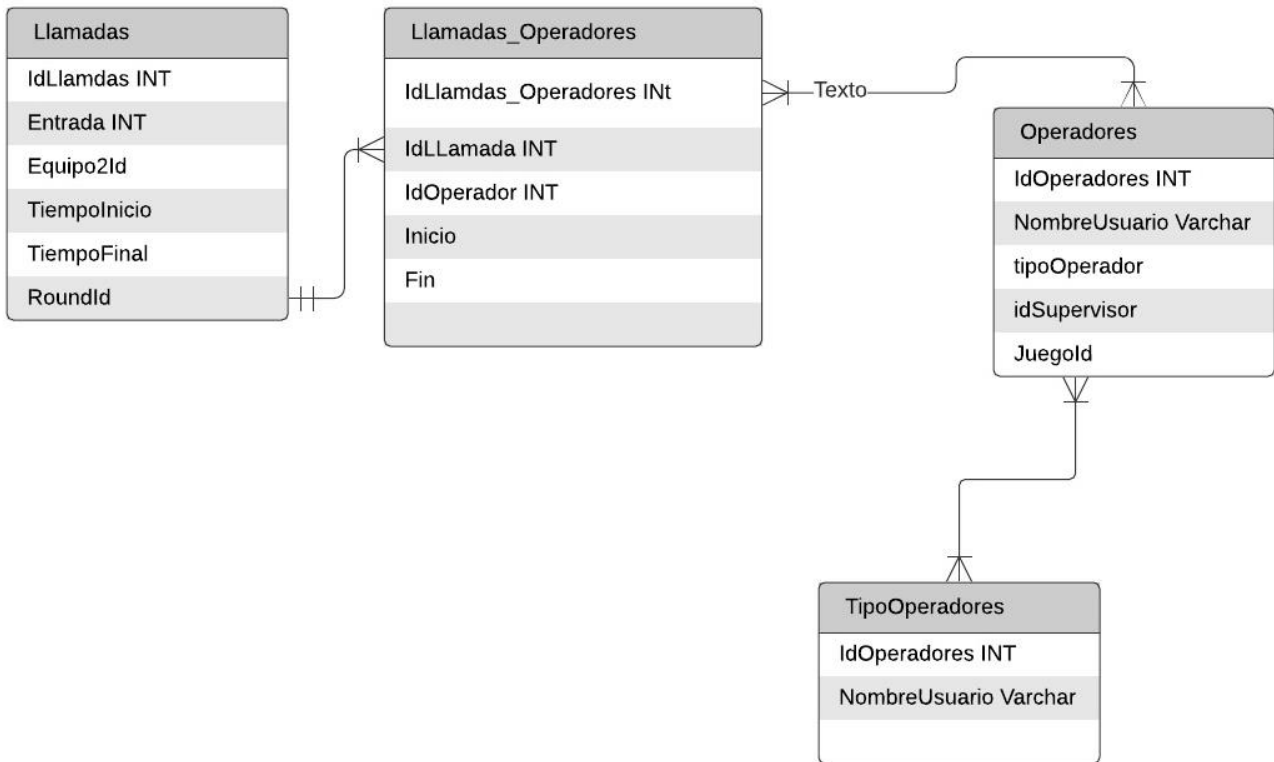 Llamadas
IdLlamdas INT
Entrada INT
Equipo2Id
TiempoInicio
TiempoFinal
RoundId
Llamadas_Operadores
IdLlamdas_Operadores INt
IdLLamada INT
IdOperador INT
Inicio
Fin
Texto
Operadores
IdOperadores INT
NombreUsuario Varchar
tipoOperador
idSupervisor
JuegoId
TipoOperadores
IdOperadores INT
NombreUsuario Varchar